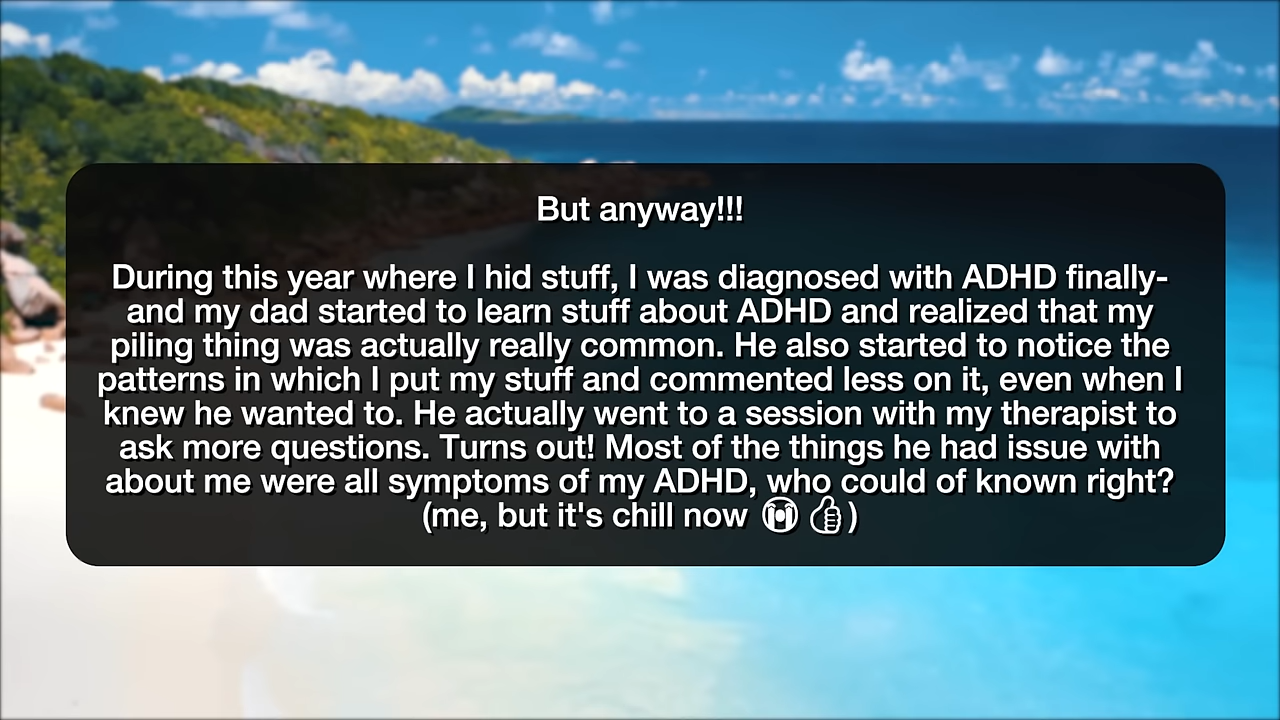 But anyway!!!
During this year where I hid stuff, I was diagnosed with ADHD finally-
and my dad started to learn stuff about ADHD and realized that my
piling thing was actually really common. He also started to notice the
patterns in which I put my stuff and commented less on it, even when I
knew he wanted to. He actually went to a session with my therapist to
ask more questions. Turns out! Most of the things he had issue with
about me were all symptoms of my ADHD, who could of known right?
(me, but it's chill now 😭👍)